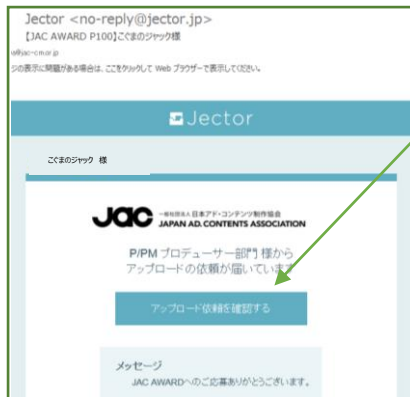 Jector <no-reply@jector.jp>
【JAC AWARD P100】こぐまのジャック様
@jac-cm.or.jp
ジの表示に問題がある場合は、ここをクリックして Web ブラウザーで表示してください。
Jector
こぐまのジャック 様
JAC 一般社団法人 日本アド・コンテンツ制作協会
JAPAN AD. CONTENTS ASSOCIATION
P/PM プロデューサー部門 様から
アップロードの依頼が届いています
アップロード依頼を確認する
メッセージ
JAC AWARDへのご応募ありがとうございます。